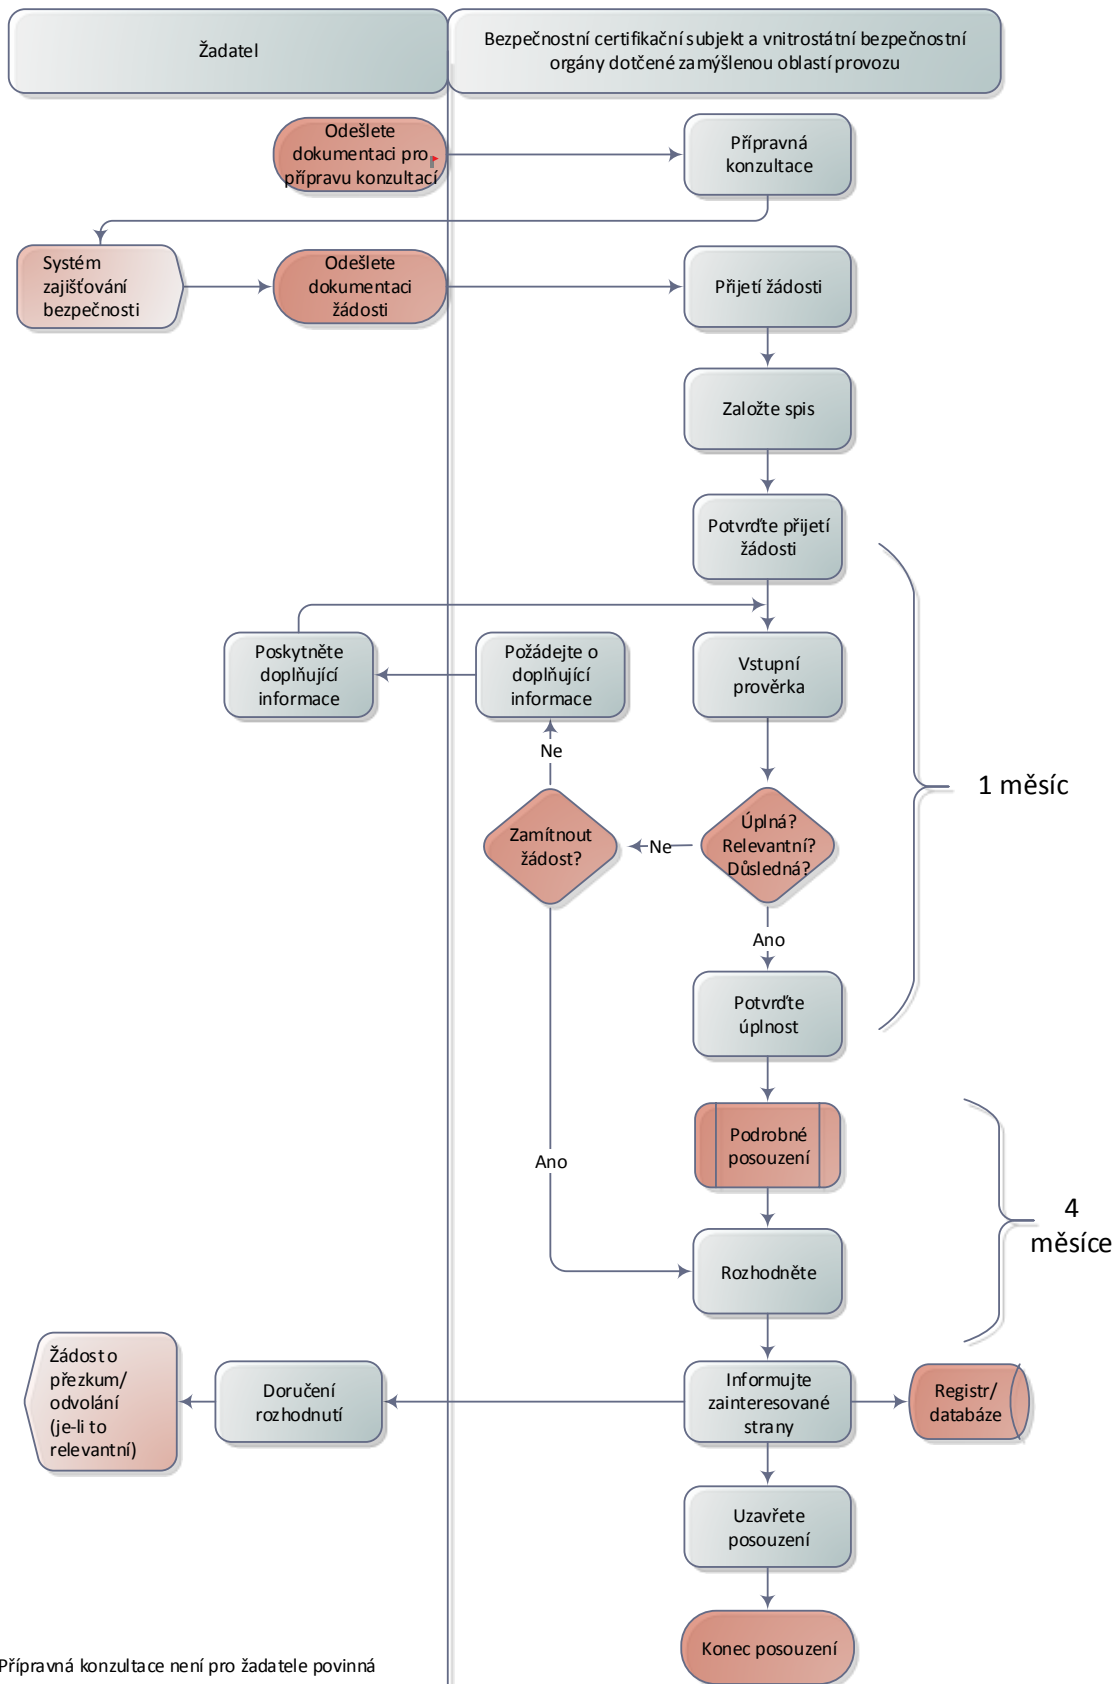 Žadatel
Bezpečnostní certifikační subjekt a vnitrostátní bezpečnostní
orgány dotčené zamýšlenou oblastí provozu
Odešlete
dokumentaci pro
přípravu konzultací
Přípravná
konzultace
Systém
zajišťování
bezpečnosti
Odešlete
dokumentaci
žádosti
Přijetí žádosti
Založte spis
Potvrďte přijetí
žádosti
Poskytněte
doplňující
informace
Požádejte o
doplňující
informace
Vstupní
prověrka
Ne
1 měsíc
Zamítnout
žádost?
Ne
Úplná?
Relevantní?
Důsledná?
Ano
Potvrďte
úplnost
Podrobné
posouzení
Ano
4
měsíce
Rozhodněte
Žádost o
přezkum/
odvolání
(je-li to
relevantní)
Doručení
rozhodnutí
Informujte
zainteresované
strany
Registr/
databáze
Uzavřete
posouzení
Konec posouzení
Přípravná konzultace není pro žadatele povinná